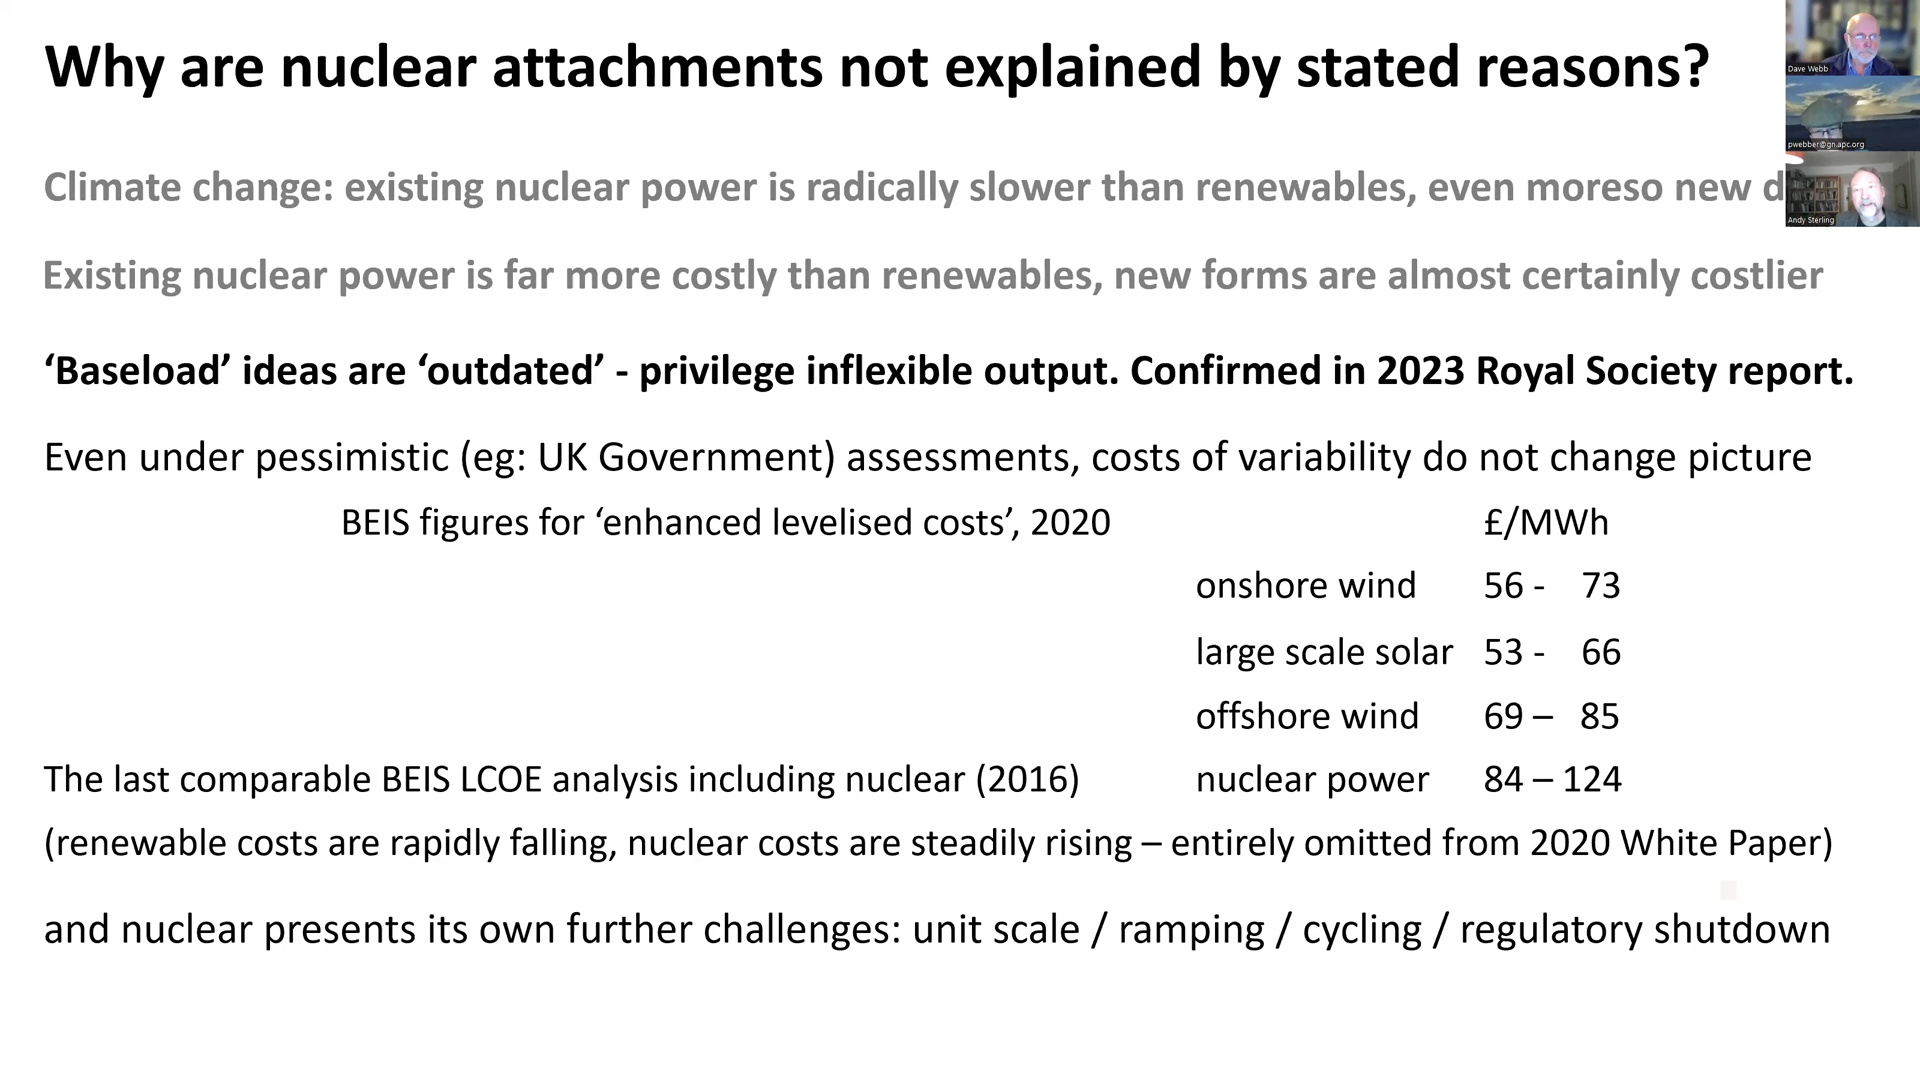 Why are nuclear attachments not explained by stated reasons?
Dave Webb
pwebber@gn.apc.org
Andy Sterling
Climate change: existing nuclear power is radically slower than renewables, even moreso new d
Existing nuclear power is far more costly than renewables, new forms are almost certainly costlier
‘Baseload’ ideas are ‘outdated’ - privilege inflexible output. Confirmed in 2023 Royal Society report.
Even under pessimistic (eg: UK Government) assessments, costs of variability do not change picture
BEIS figures for ‘enhanced levelised costs’, 2020 £/MWh
onshore wind 56 - 73
large scale solar 53 - 66
offshore wind 69 – 85
The last comparable BEIS LCOE analysis including nuclear (2016) nuclear power 84 – 124
(renewable costs are rapidly falling, nuclear costs are steadily rising – entirely omitted from 2020 White Paper)
and nuclear presents its own further challenges: unit scale / ramping / cycling / regulatory shutdown